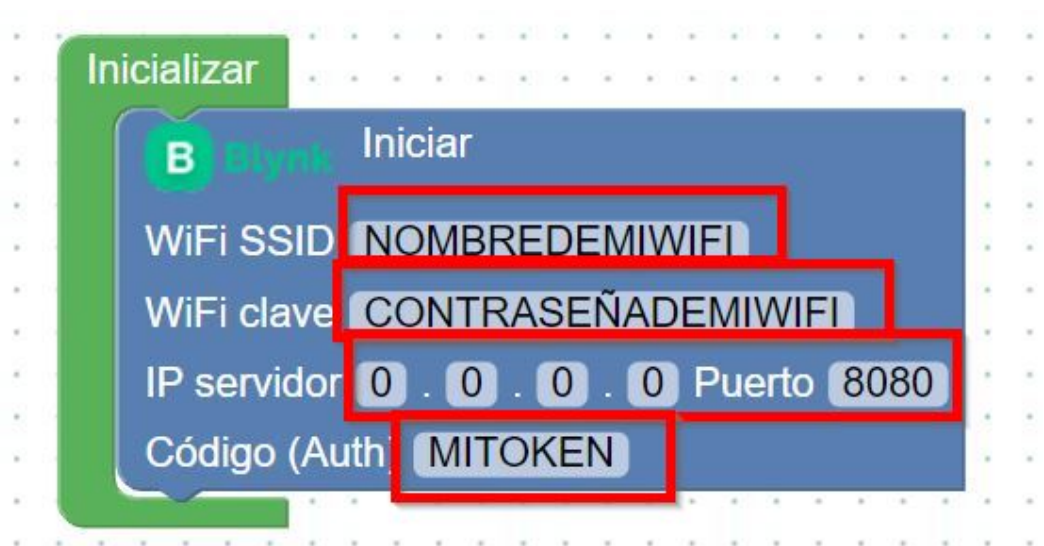 Inicializar
B Blynk Iniciar
WiFi SSID NOMBREDEMIWIFI
WiFi clave CONTRASEÑADEMIWIFI
IP servidor 0 . 0 . 0 . 0 Puerto 8080
Código (Auth) MITOKEN